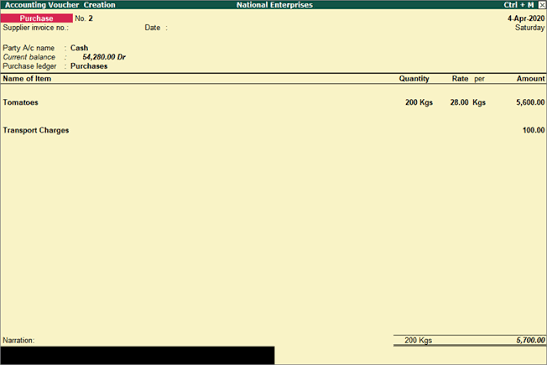 Accounting Voucher Creation National Enterprises Ctrl + M
Purchase No. 2 4-Apr-2020
Supplier invoice no.: Date : Saturday
Party A/c name : Cash
Current balance : 54,280.00 Dr
Purchase ledger : Purchases
Name of Item Quantity Rate per Amount
Tomatoes 200 Kgs 28.00 Kgs 5,600.00
Transport Charges 100.00
Narration: 200 Kgs 5,700.00